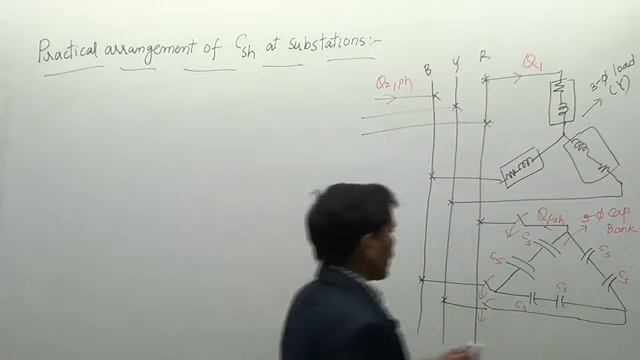 Practical arrangement of Csh at substations:-
B Y R
Q2,ph
Q1
3-φ load
(Y)
QCsh
3-φ Cap
Bank
Cs
Cs
Cs
Cs
Cs